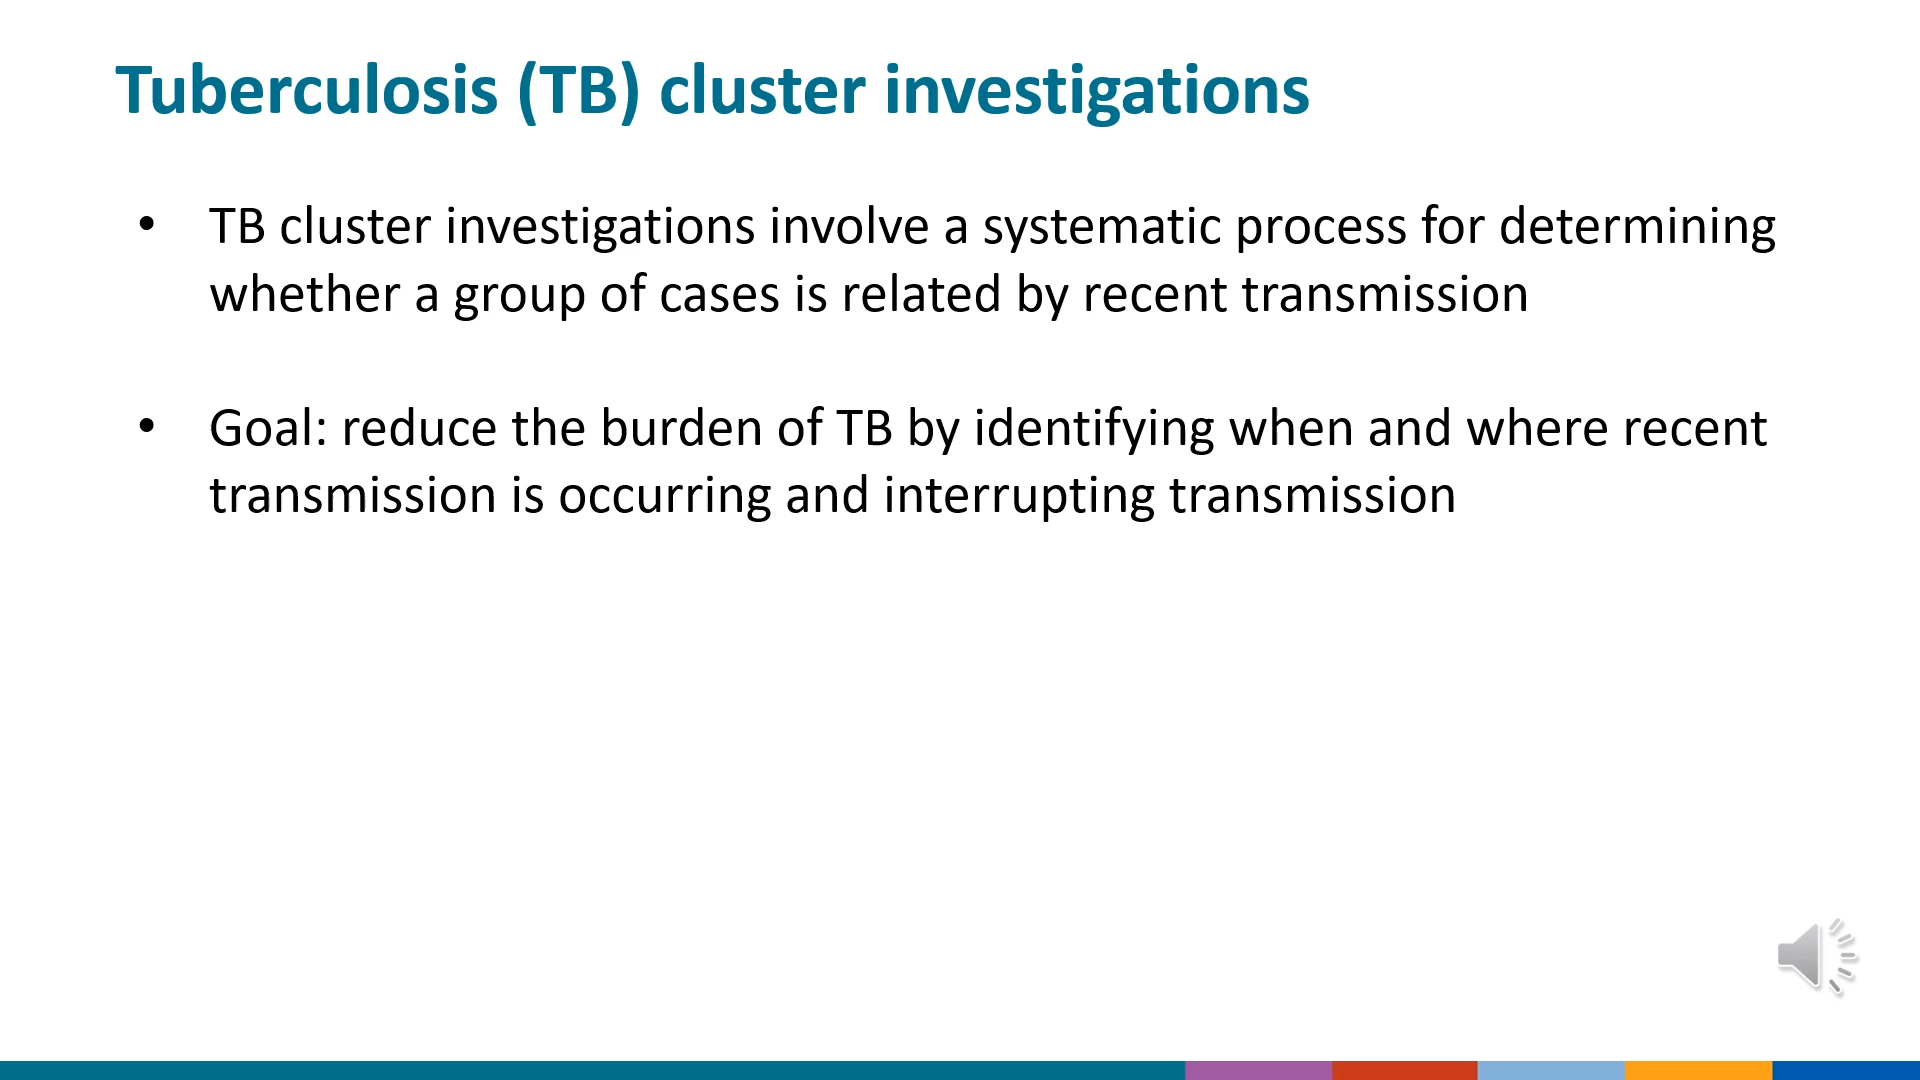 Tuberculosis (TB) cluster investigations
• TB cluster investigations involve a systematic process for determining
whether a group of cases is related by recent transmission
• Goal: reduce the burden of TB by identifying when and where recent
transmission is occurring and interrupting transmission